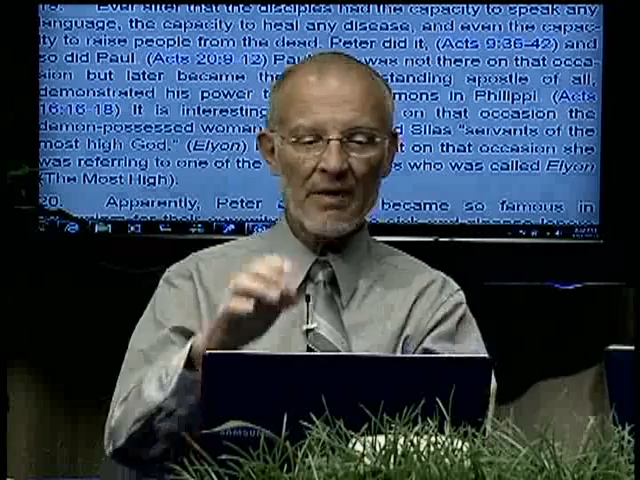 18. Ever after that the disciples had the capacity to speak any
language, the capacity to heal any disease, and even the capac
ty to raise people from the dead. Peter did it, (Acts 9:36-42) and
so did Paul. (Acts 20:9-12) was not there on that occa-
sion but later became the standing apostle of all,
demonstrated his power mons in Philippi. (Acts
16:16-18) It is interesting on that occasion the
demon-possessed woman d Silas "servants of the
most high God." (Elyon) t on that occasion she
was referring to one of the s who was called Elyon
(The Most High).
20. Apparently, Peter became so famous in
SAMSUNG